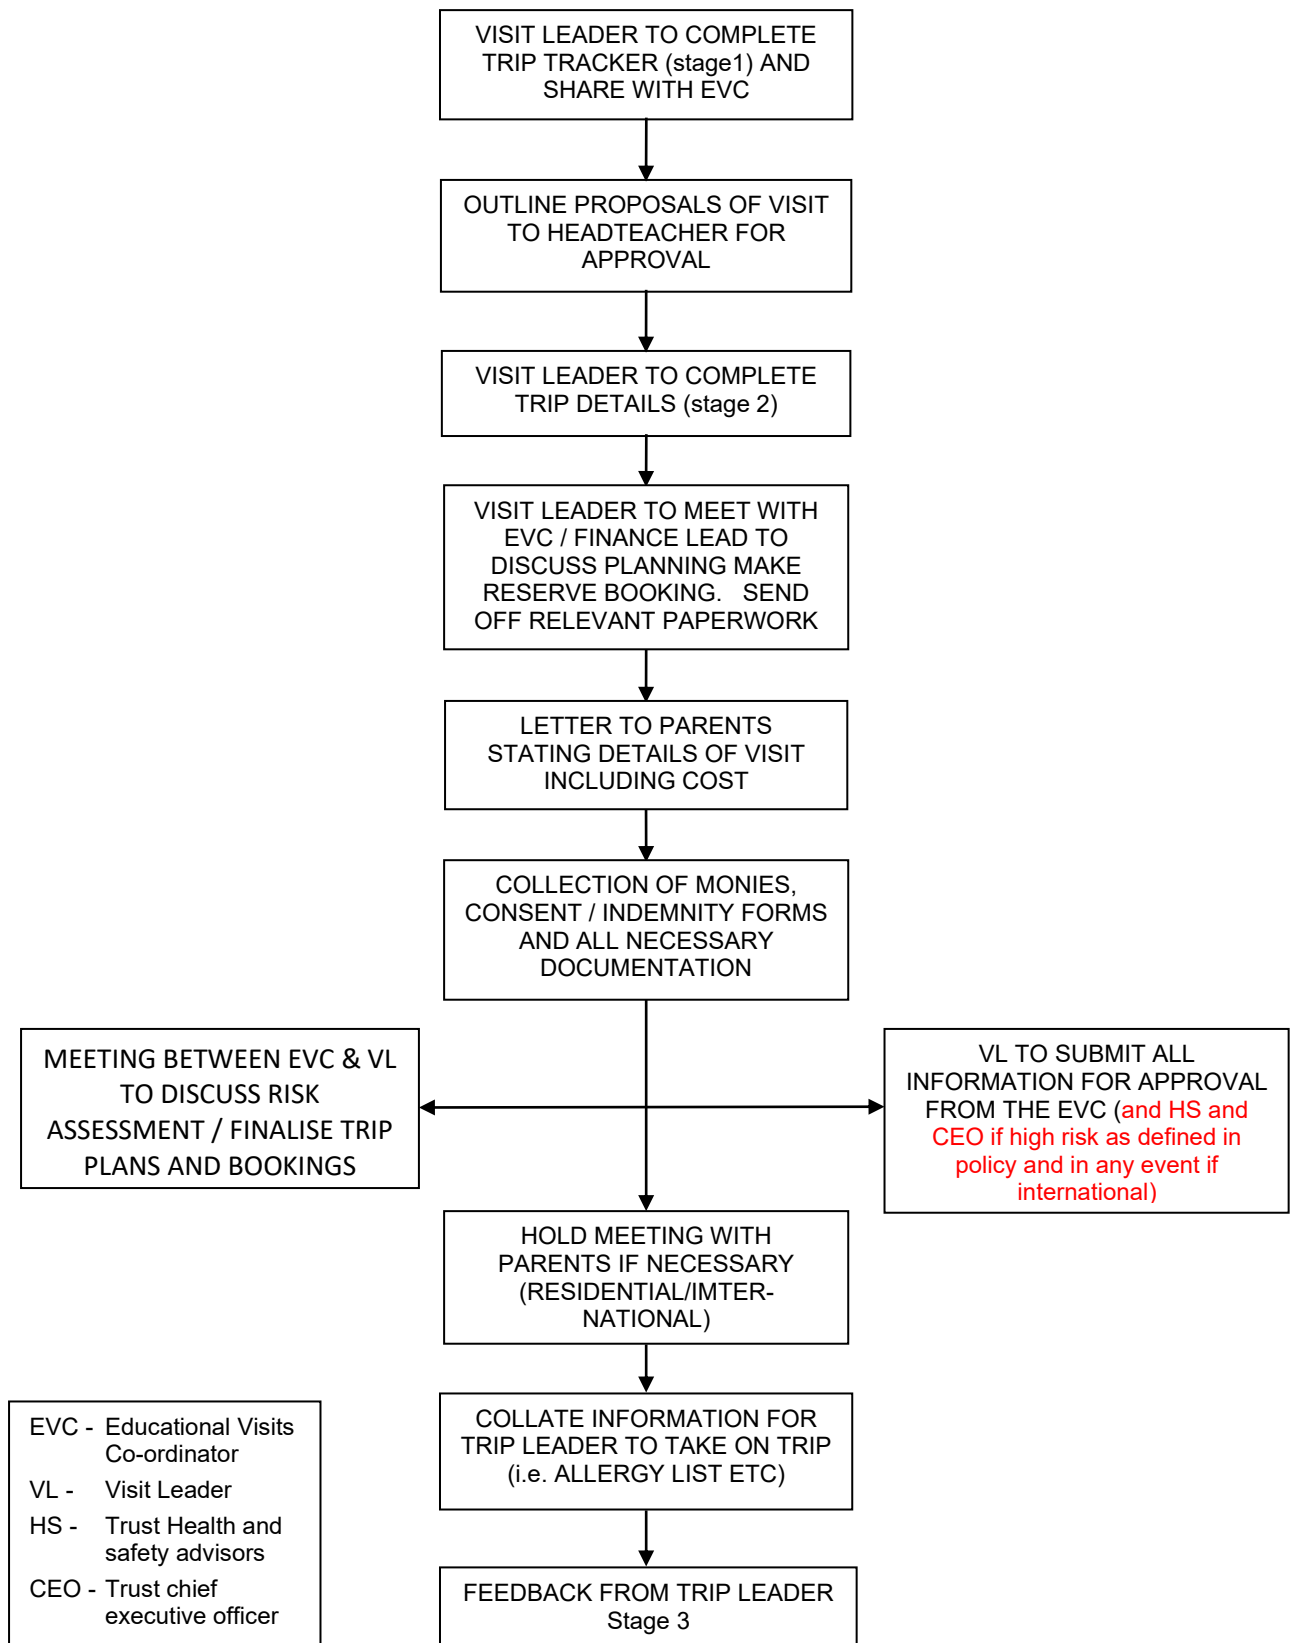 VISIT LEADER TO COMPLETE
TRIP TRACKER (stage1) AND
SHARE WITH EVC
OUTLINE PROPOSALS OF VISIT
TO HEADTEACHER FOR
APPROVAL
VISIT LEADER TO COMPLETE
TRIP DETAILS (stage 2)
VISIT LEADER TO MEET WITH
EVC / FINANCE LEAD TO
DISCUSS PLANNING MAKE
RESERVE BOOKING. SEND
OFF RELEVANT PAPERWORK
LETTER TO PARENTS
STATING DETAILS OF VISIT
INCLUDING COST
COLLECTION OF MONIES,
CONSENT / INDEMNITY FORMS
AND ALL NECESSARY
DOCUMENTATION
MEETING BETWEEN EVC & VL
TO DISCUSS RISK
ASSESSMENT / FINALISE TRIP
PLANS AND BOOKINGS
VL TO SUBMIT ALL
INFORMATION FOR APPROVAL
FROM THE EVC (and HS and
CEO if high risk as defined in
policy and in any event if
international)
HOLD MEETING WITH
PARENTS IF NECESSARY
(RESIDENTIAL/IMTER-
NATIONAL)
COLLATE INFORMATION FOR
TRIP LEADER TO TAKE ON TRIP
(i.e. ALLERGY LIST ETC)
FEEDBACK FROM TRIP LEADER
Stage 3
EVC - Educational Visits
Co-ordinator
VL - Visit Leader
HS - Trust Health and
safety advisors
CEO - Trust chief
executive officer